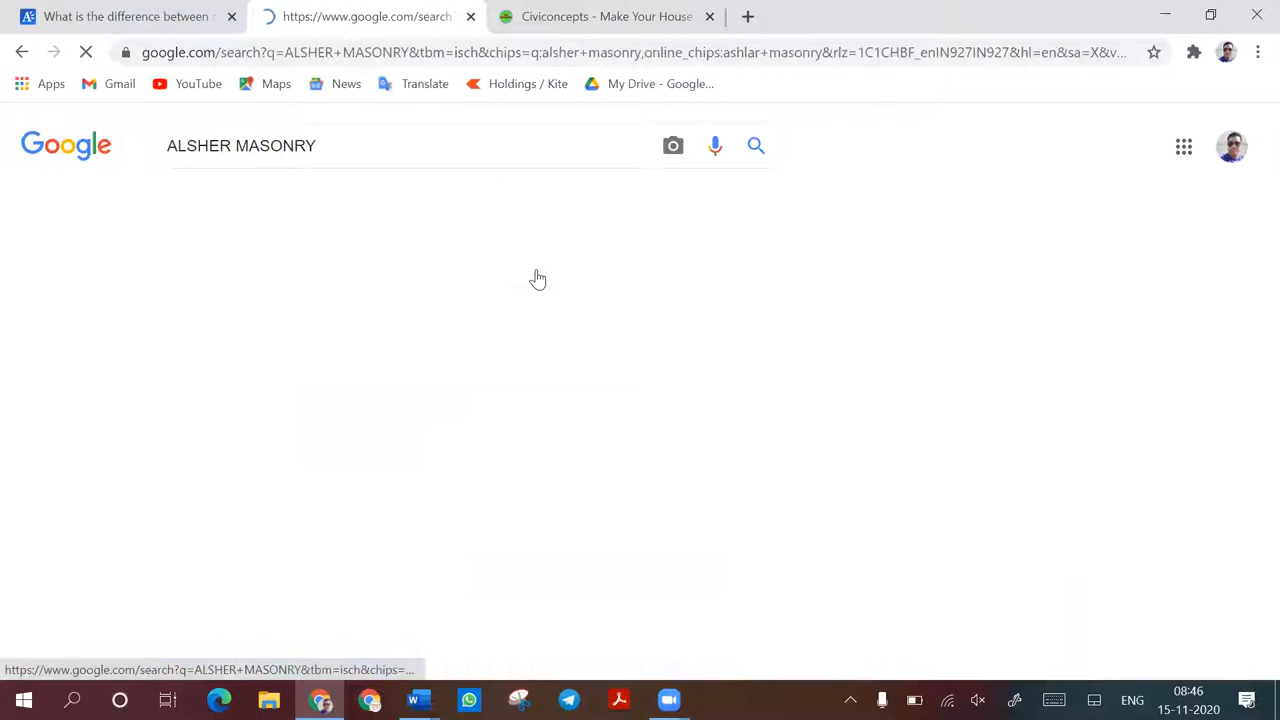 What is the difference between r
https://www.google.com/search
Civiconcepts - Make Your House
google.com/search?q=ALSHER+MASONRY&tbm=isch&chips=q:alsher+masonry,online_chips:ashlar+masonry&rlz=1C1CHBF_enIN927IN927&hl=en&sa=X&v...
Apps Gmail YouTube Maps News Translate Holdings / Kite My Drive - Google...
Google ALSHER MASONRY
https://www.google.com/search?q=ALSHER+MASONRY&tbm=isch&chips=...
ENG
08:46
15-11-2020